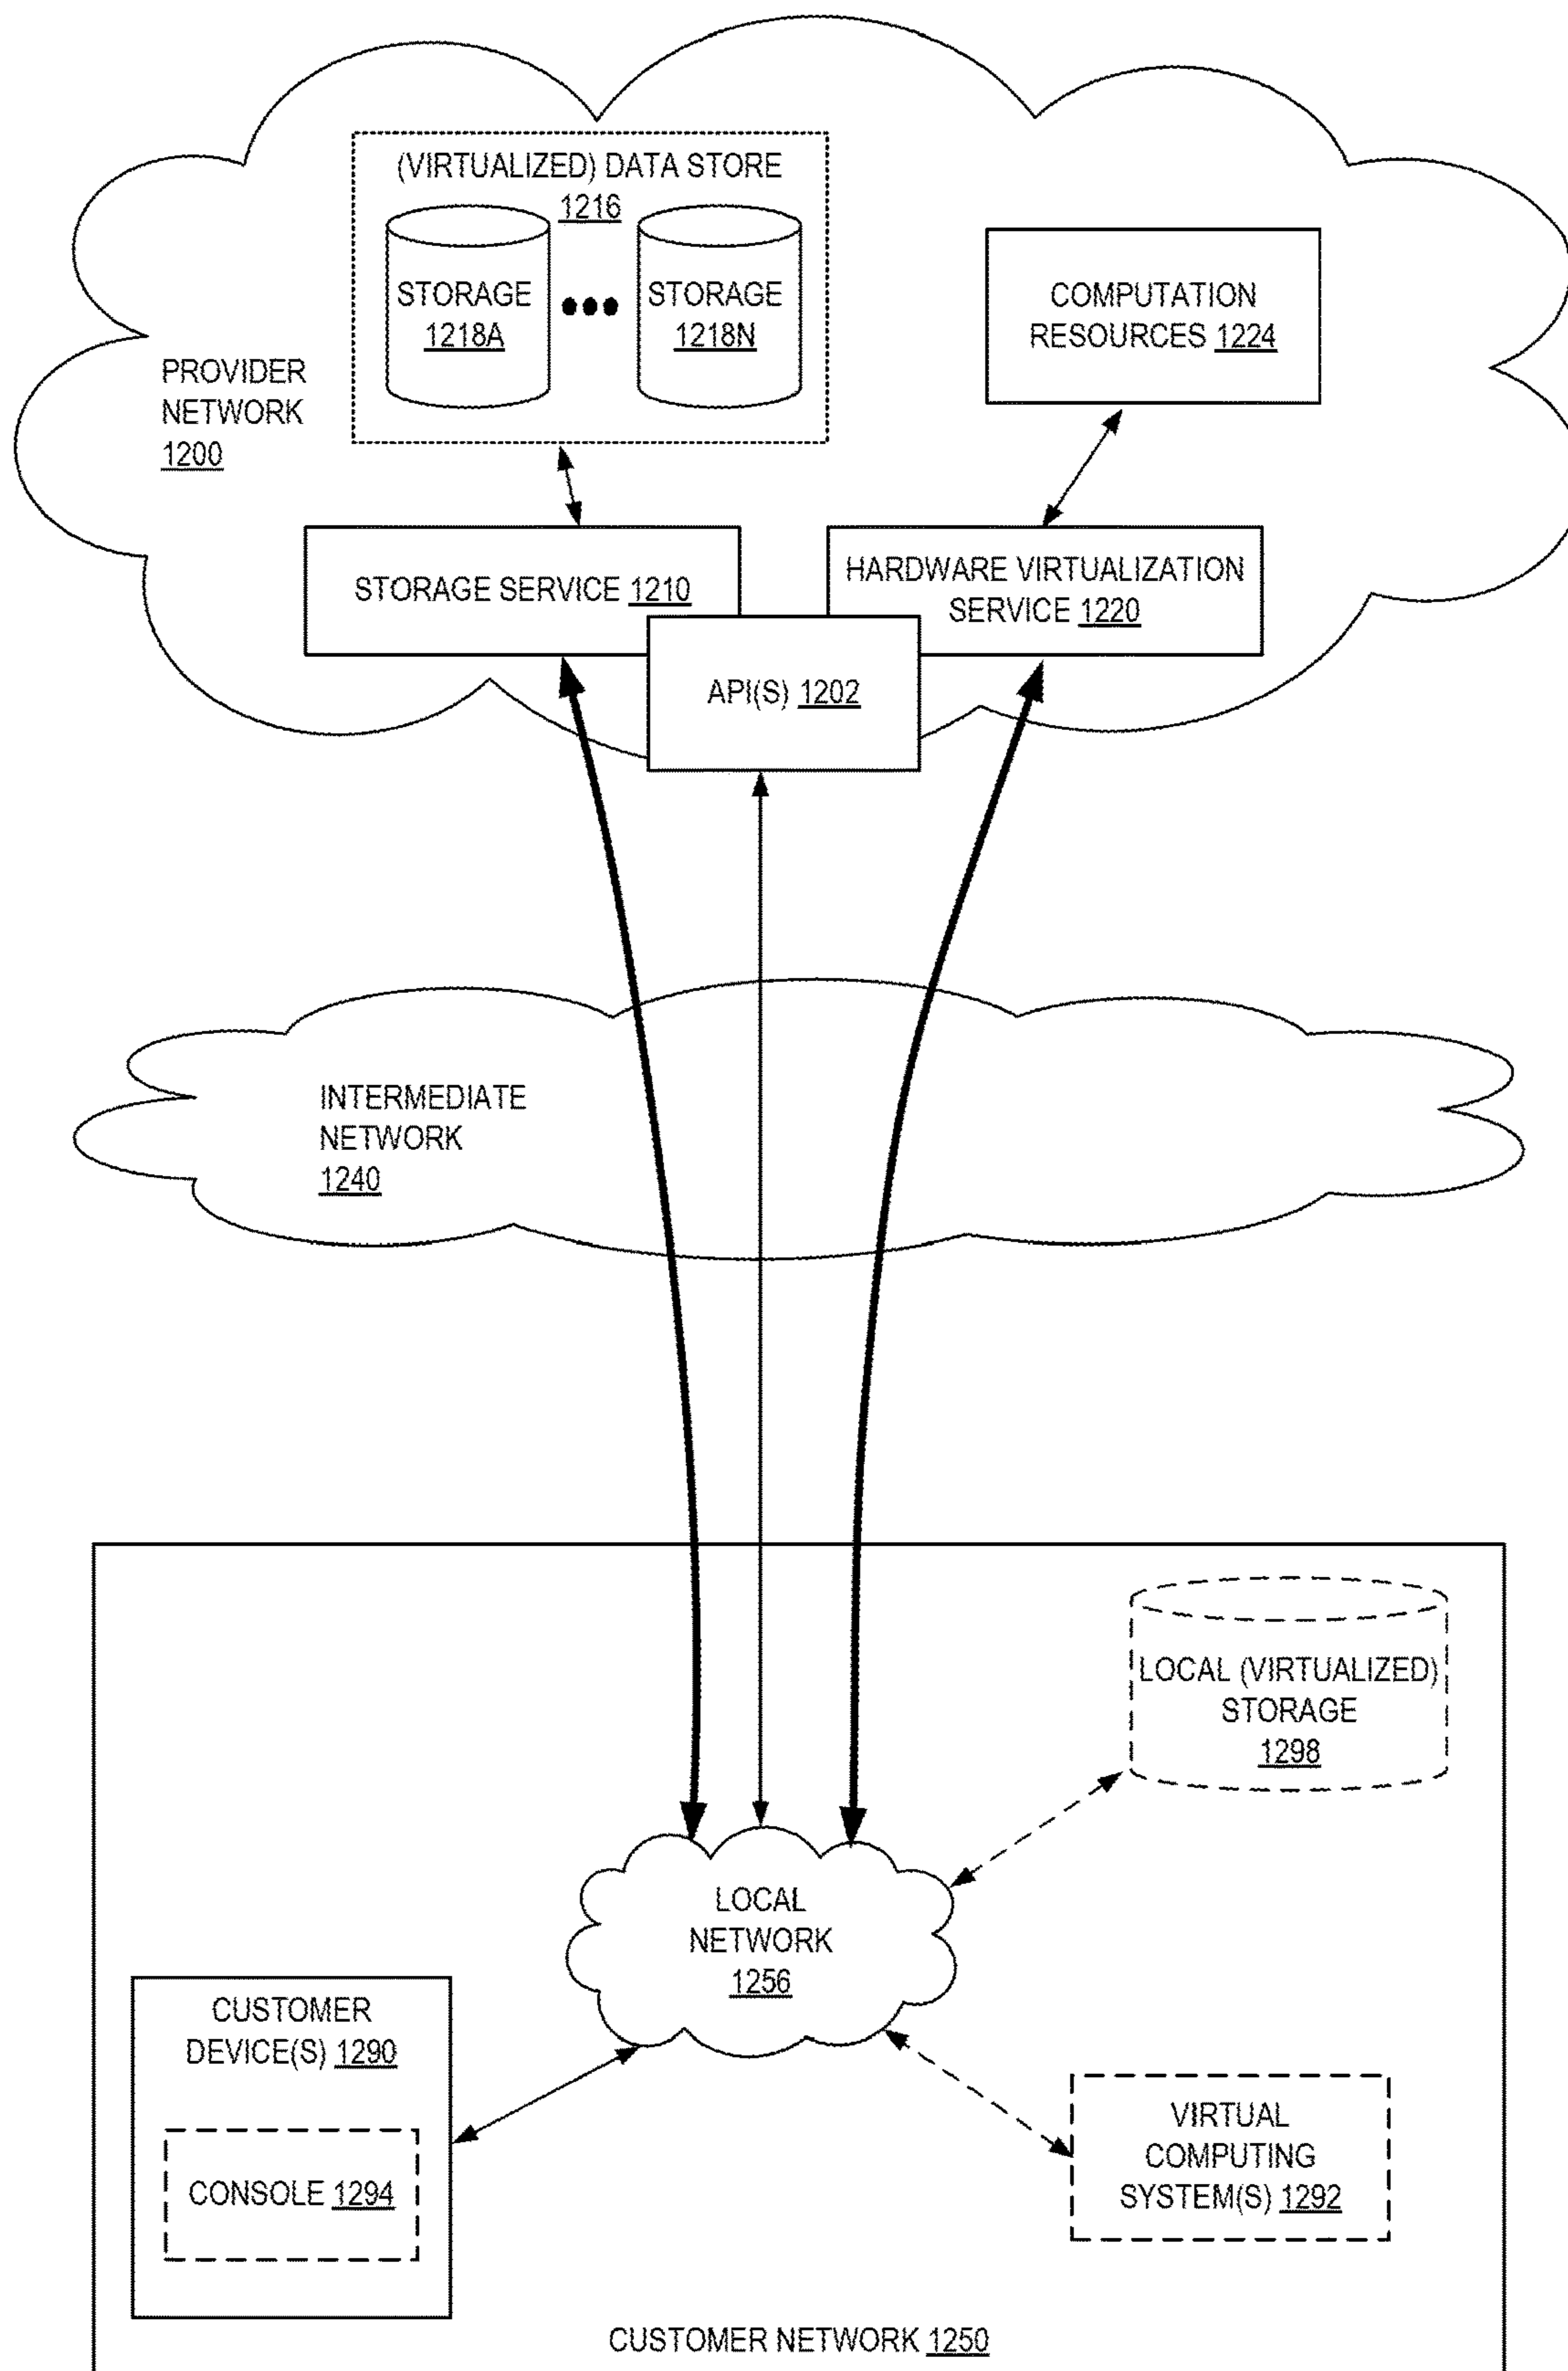 (VIRTUALIZED) DATA STORE
1216
STORAGE
1218A
STORAGE
1218N
COMPUTATION
RESOURCES 1224
PROVIDER
NETWORK
1200
STORAGE SERVICE 1210
HARDWARE VIRTUALIZATION
SERVICE 1220
API(S) 1202
INTERMEDIATE
NETWORK
1240
LOCAL (VIRTUALIZED)
STORAGE
1298
LOCAL
NETWORK
1256
CUSTOMER
DEVICE(S) 1290
CONSOLE 1294
VIRTUAL
COMPUTING
SYSTEM(S) 1292
CUSTOMER NETWORK 1250